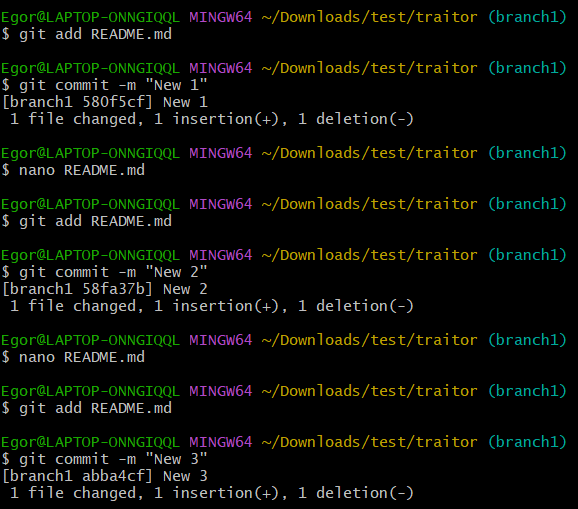 Egor@LAPTOP-ONNGIQQL MINGW64 ~/Downloads/test/traitor (branch1)
$ git add README.md
Egor@LAPTOP-ONNGIQQL MINGW64 ~/Downloads/test/traitor (branch1)
$ git commit -m "New 1"
[branch1 580f5cf] New 1
 1 file changed, 1 insertion(+), 1 deletion(-)
Egor@LAPTOP-ONNGIQQL MINGW64 ~/Downloads/test/traitor (branch1)
$ nano README.md
Egor@LAPTOP-ONNGIQQL MINGW64 ~/Downloads/test/traitor (branch1)
$ git add README.md
Egor@LAPTOP-ONNGIQQL MINGW64 ~/Downloads/test/traitor (branch1)
$ git commit -m "New 2"
[branch1 58fa37b] New 2
 1 file changed, 1 insertion(+), 1 deletion(-)
Egor@LAPTOP-ONNGIQQL MINGW64 ~/Downloads/test/traitor (branch1)
$ nano README.md
Egor@LAPTOP-ONNGIQQL MINGW64 ~/Downloads/test/traitor (branch1)
$ git add README.md
Egor@LAPTOP-ONNGIQQL MINGW64 ~/Downloads/test/traitor (branch1)
$ git commit -m "New 3"
[branch1 abba4cf] New 3
 1 file changed, 1 insertion(+), 1 deletion(-)